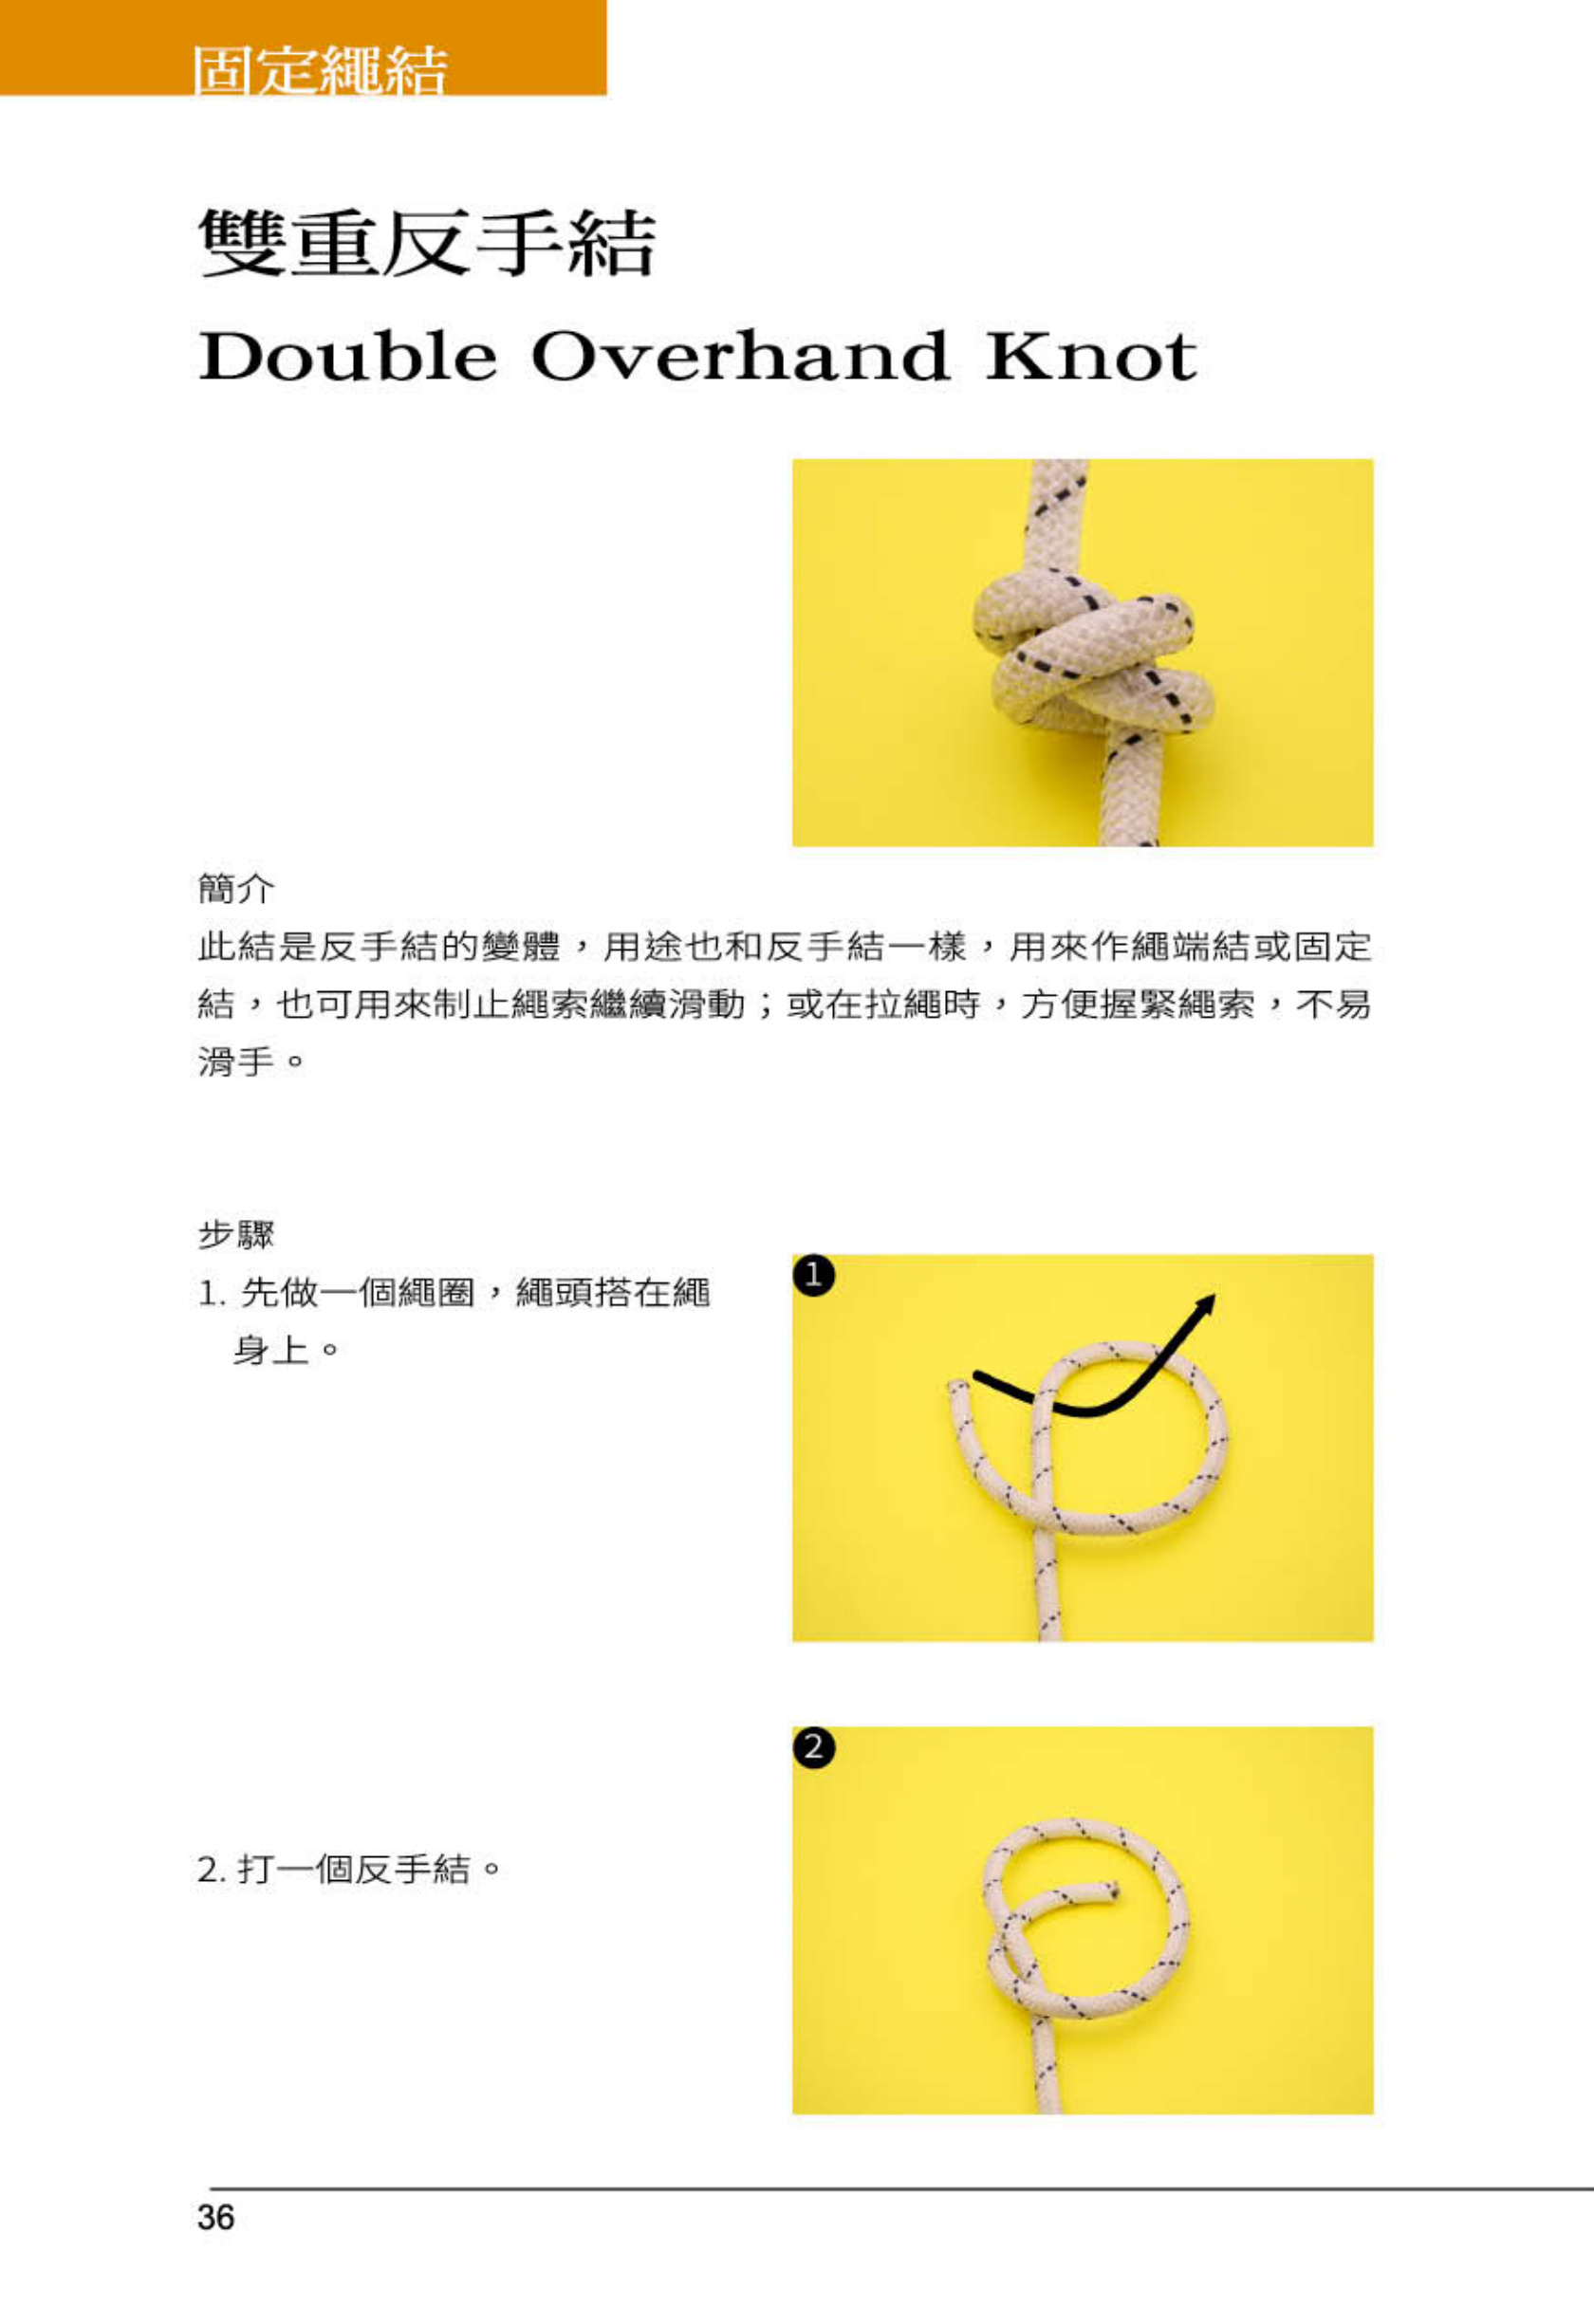 固定繩結
雙重反手結
Double Overhand Knot
簡介
此結是反手結的變體，用途也和反手結一樣，用來作繩端結或固定
結，也可用來制止繩索繼續滑動；或在拉繩時，方便握緊繩索，不易
滑手。
步驟
1. 先做一個繩圈，繩頭搭在繩
身上。
1
2
2. 打一個反手結。
36